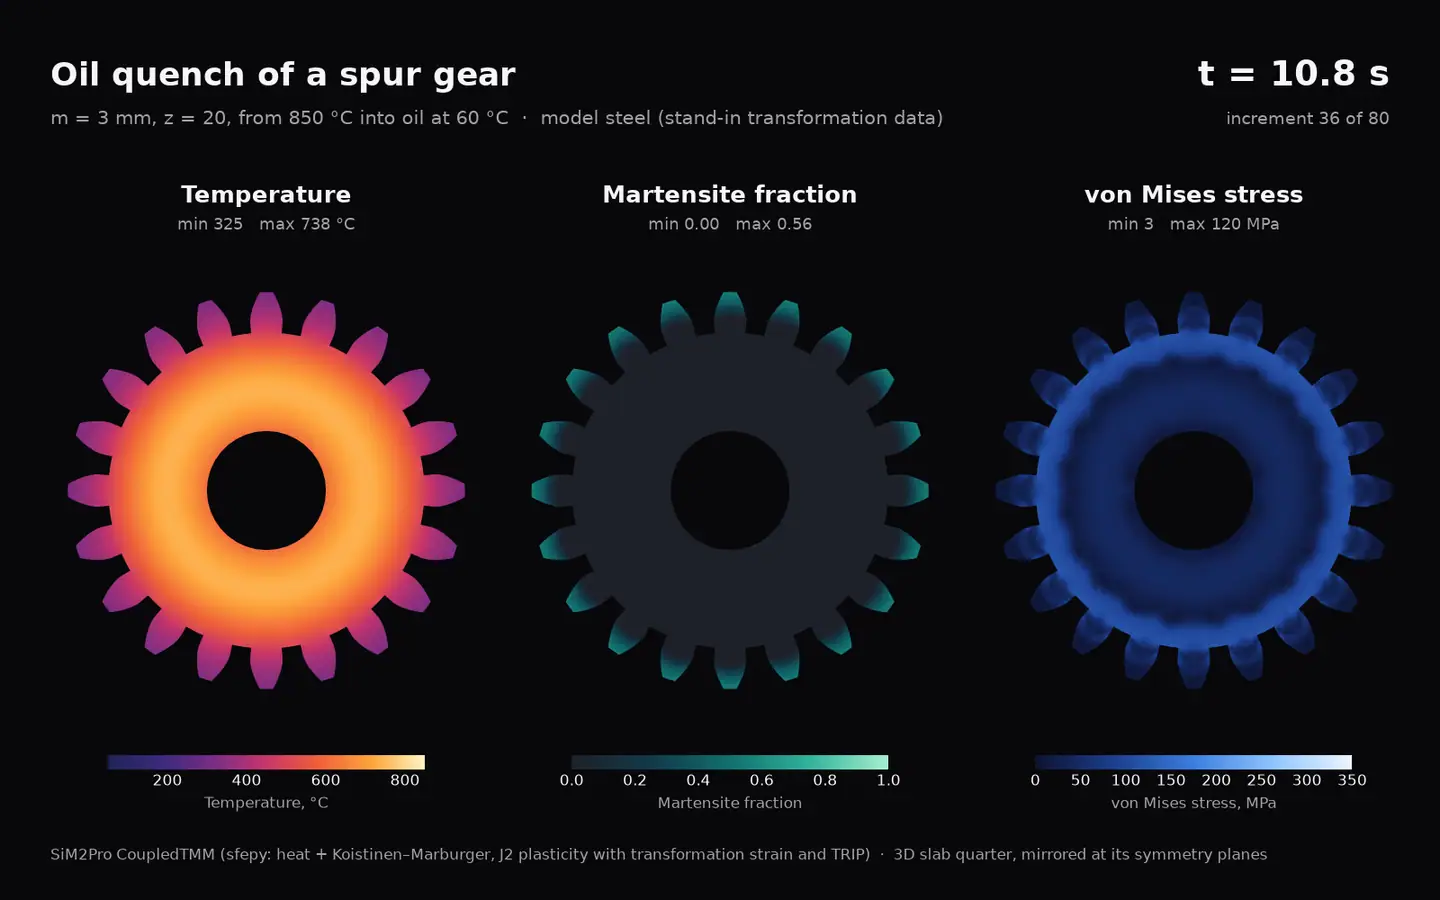 Oil quench of a spur gear
t = 10.8 s
m = 3 mm, z = 20, from 850 °C into oil at 60 °C · model steel (stand-in transformation data)
increment 36 of 80
Temperature
min 325 max 738 °C
Martensite fraction
min 0.00 max 0.56
von Mises stress
min 3 max 120 MPa
200 400 600 800
Temperature, °C
0.0 0.2 0.4 0.6 0.8 1.0
Martensite fraction
0 50 100 150 200 250 300 350
von Mises stress, MPa
SiM2Pro CoupledTMM (sfepy: heat + Koistinen–Marburger, J2 plasticity with transformation strain and TRIP) · 3D slab quarter, mirrored at its symmetry planes